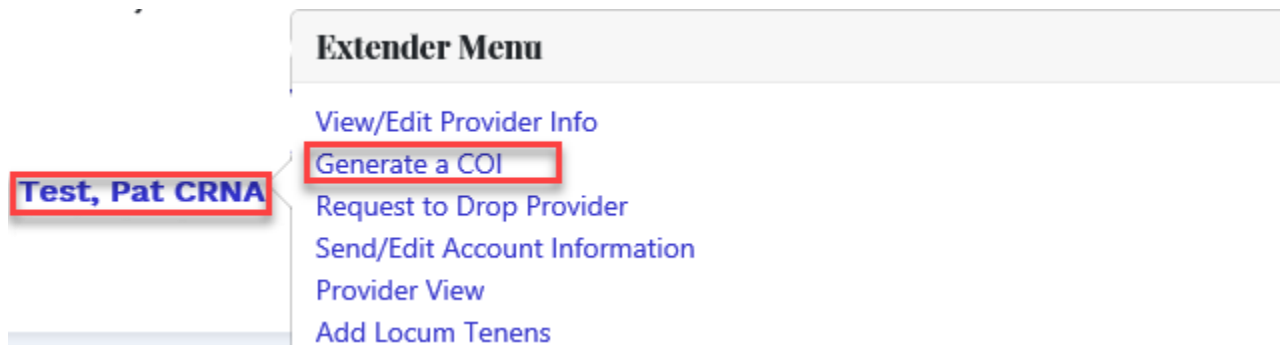 Extender Menu
View/Edit Provider Info
Generate a COI
Test, Pat CRNA
Request to Drop Provider
Send/Edit Account Information
Provider View
Add Locum Tenens